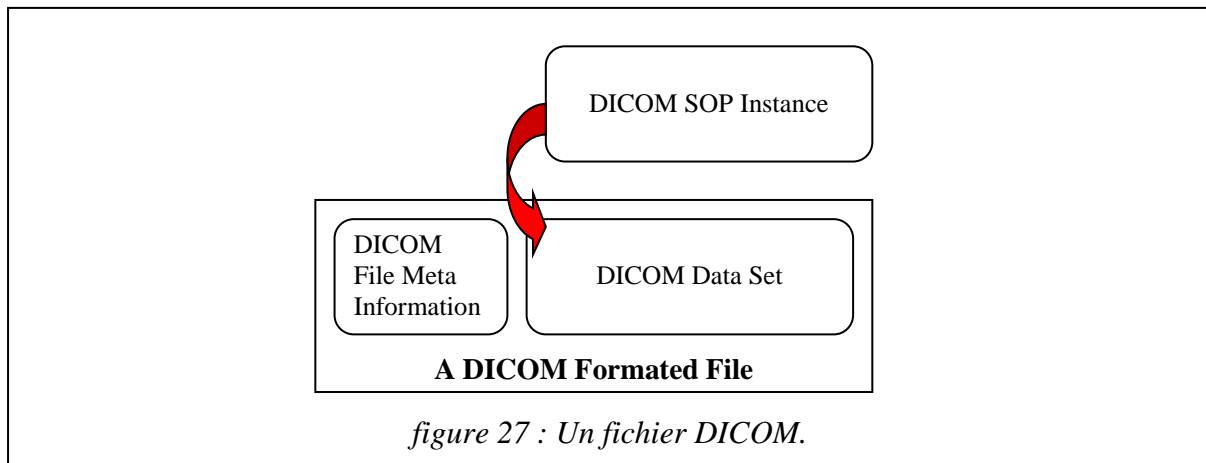 DICOM SOP Instance
DICOM
File Meta
Information
DICOM Data Set
A DICOM Formated File
figure 27 : Un fichier DICOM.